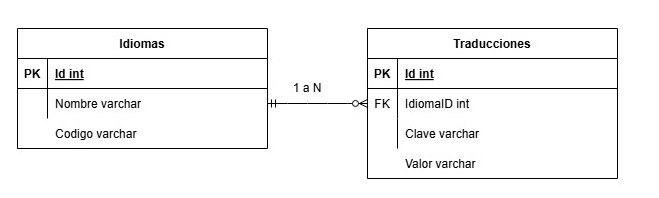 Idiomas
PK Id int
Nombre varchar
Codigo varchar
1 a N
Traducciones
PK Id int
FK IdiomaID int
Clave varchar
Valor varchar